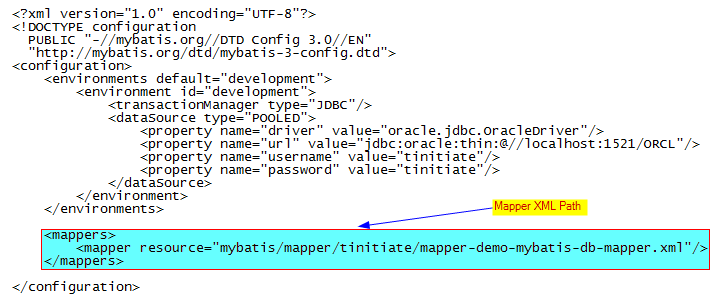 <?xml version="1.0" encoding="UTF-8"?>
<!DOCTYPE configuration
  PUBLIC "-//mybatis.org//DTD Config 3.0//EN"
  "http://mybatis.org/dtd/mybatis-3-config.dtd">
<configuration>
    <environments default="development">
        <environment id="development">
            <transactionManager type="JDBC"/>
            <dataSource type="POOLED">
                <property name="driver" value="oracle.jdbc.OracleDriver"/>
                <property name="url" value="jdbc:oracle:thin:@//localhost:1521/ORCL"/>
                <property name="username" value="tinitiate"/>
                <property name="password" value="tinitiate"/>
            </dataSource>
        </environment>
    </environments>
Mapper XML Path
    <mappers>
        <mapper resource="mybatis/mapper/tinitiate/mapper-demo-mybatis-db-mapper.xml"/>
    </mappers>
</configuration>